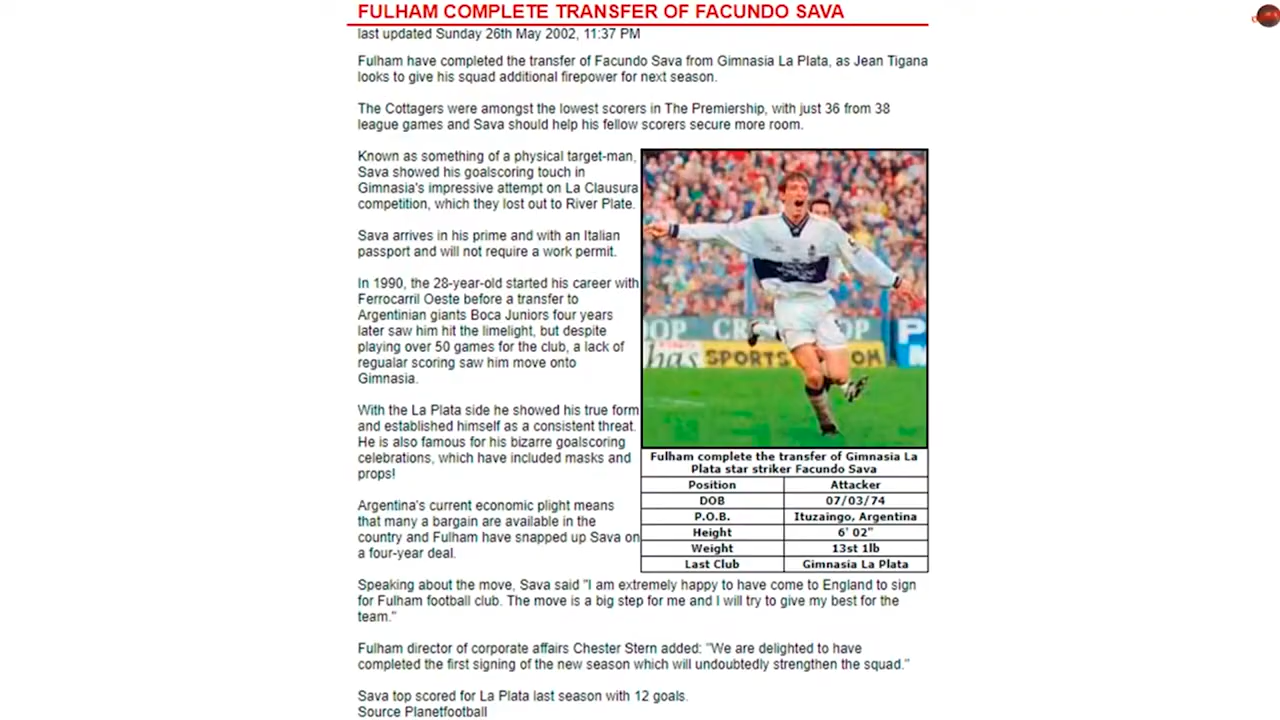 FULHAM COMPLETE TRANSFER OF FACUNDO SAVA
last updated Sunday 26th May 2002, 11:37 PM
Fulham have completed the transfer of Facundo Sava from Gimnasia La Plata, as Jean Tigana
looks to give his squad additional firepower for next season.
The Cottagers were amongst the lowest scorers in The Premiership, with just 36 from 38
league games and Sava should help his fellow scorers secure more room.
Known as something of a physical target-man,
Sava showed his goalscoring touch in
Gimnasia's impressive attempt on La Clausura
competition, which they lost out to River Plate.
Sava arrives in his prime and with an Italian
passport and will not require a work permit.
In 1990, the 28-year-old started his career with
Ferrocarril Oeste before a transfer to
Argentinian giants Boca Juniors four years
later saw him hit the limelight, but despite
playing over 50 games for the club, a lack of
regualar scoring saw him move onto
Gimnasia.
With the La Plata side he showed his true form
and established himself as a consistent threat.
He is also famous for his bizarre goalscoring
celebrations, which have included masks and
props!
Argentina's current economic plight means
that many a bargain are available in the
country and Fulham have snapped up Sava on
a four-year deal.
SPORTS
Fulham complete the transfer of Gimnasia La
Plata star striker Facundo Sava
Position Attacker
DOB 07/03/74
P.O.B. Ituzaingo, Argentina
Height 6' 02"
Weight 13st 1lb
Last Club Gimnasia La Plata
Speaking about the move, Sava said "I am extremely happy to have come to England to sign
for Fulham football club. The move is a big step for me and I will try to give my best for the
team."
Fulham director of corporate affairs Chester Stern added: "We are delighted to have
completed the first signing of the new season which will undoubtedly strengthen the squad."
Sava top scored for La Plata last season with 12 goals.
Source Planetfootball